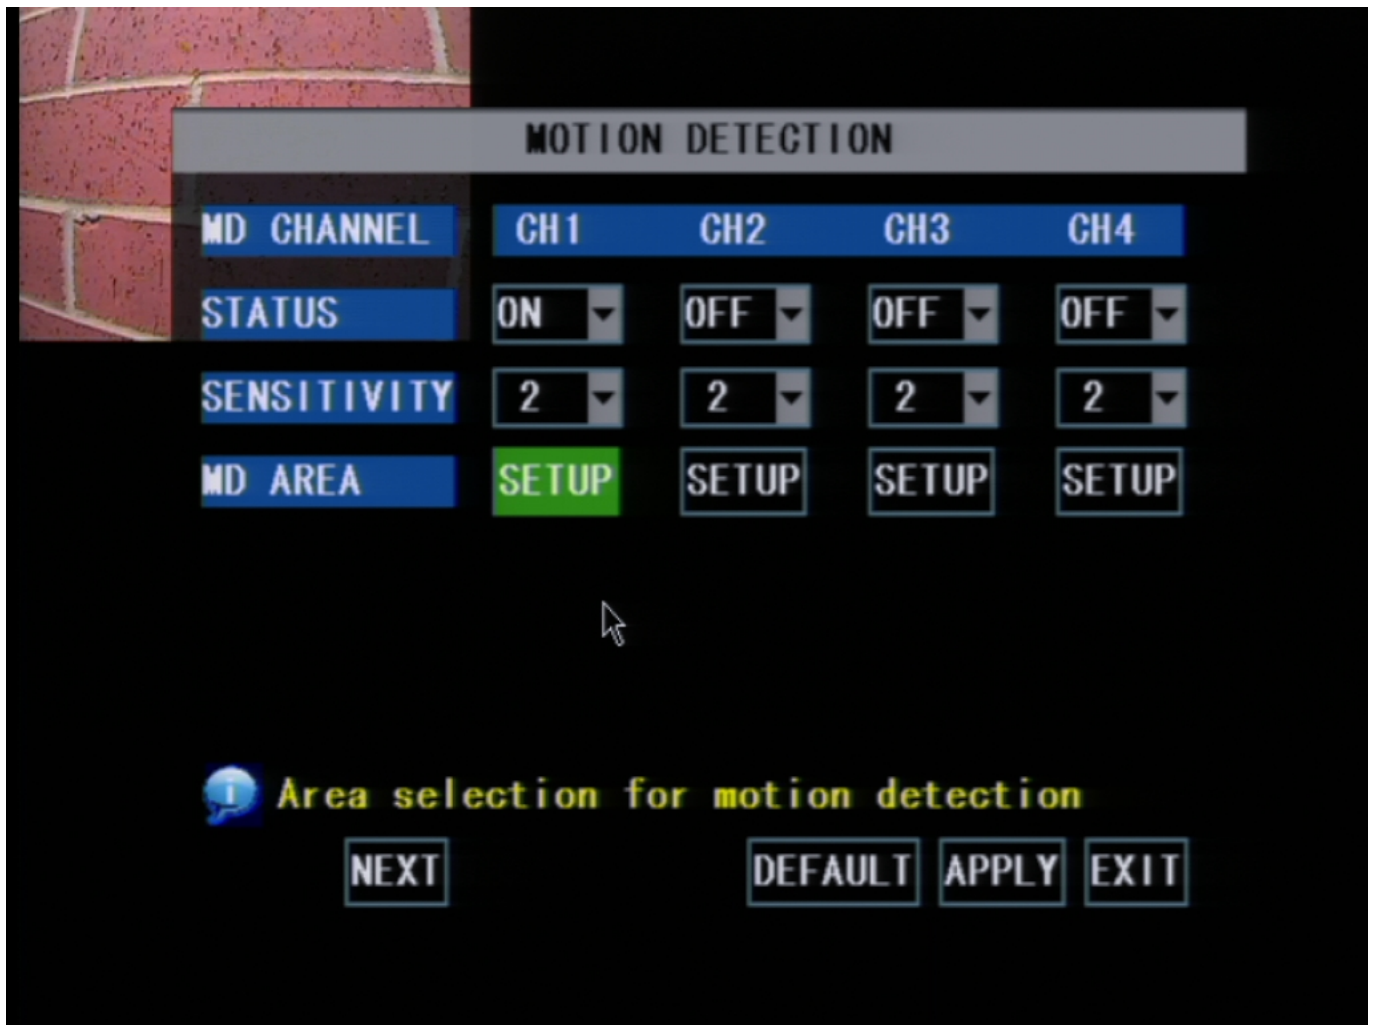 MOTION DETECTION
MD CHANNEL CH1 CH2 CH3 CH4
STATUS ON OFF OFF OFF
SENSITIVITY 2 2 2 2
MD AREA SETUP SETUP SETUP SETUP
i Area selection for motion detection
NEXT DEFAULT APPLY EXIT